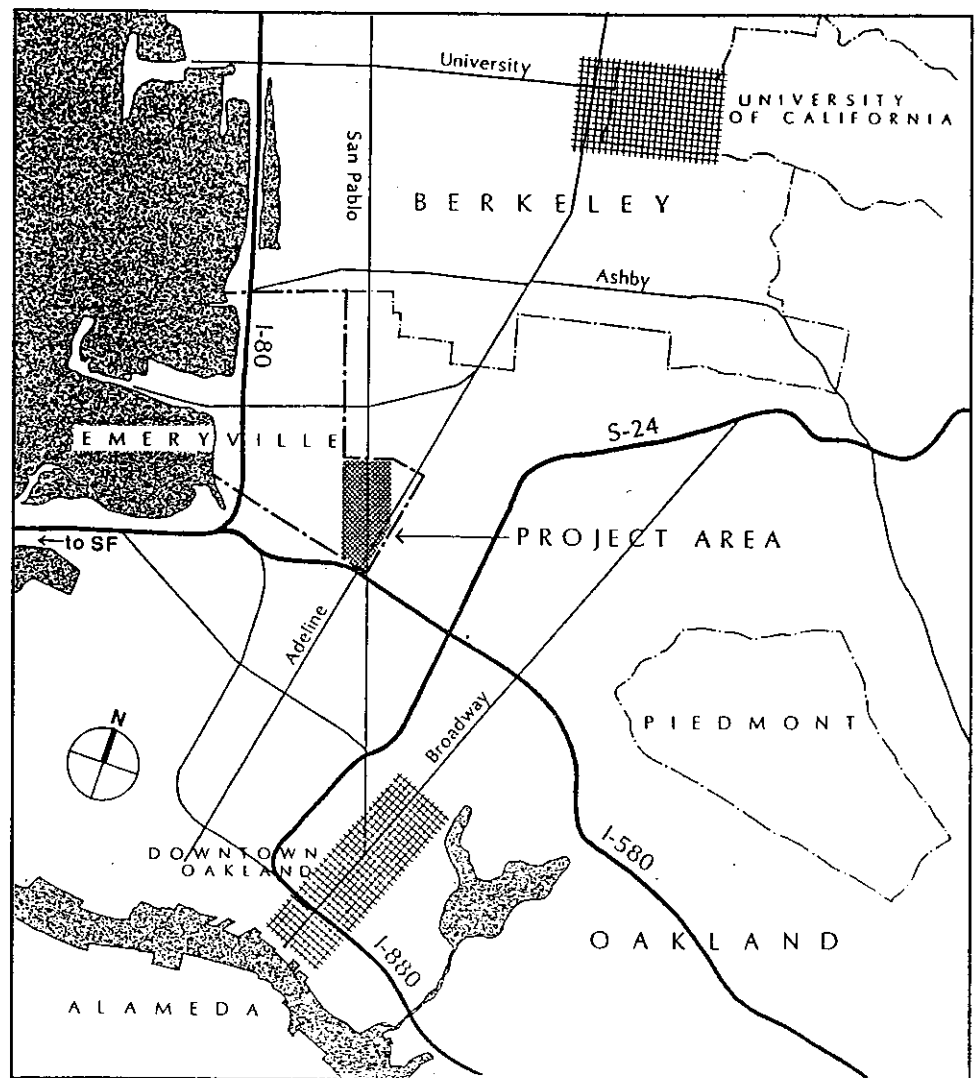 University
UNIVERSITY
OF CALIFORNIA
San Pablo
BERKELEY
Ashby
I-80
EMERYVILLE
S-24
←to SF
PROJECT AREA
Adeline
N
Broadway
PIEDMONT
I-580
DOWNTOWN
OAKLAND
OAKLAND
I-880
ALAMEDA